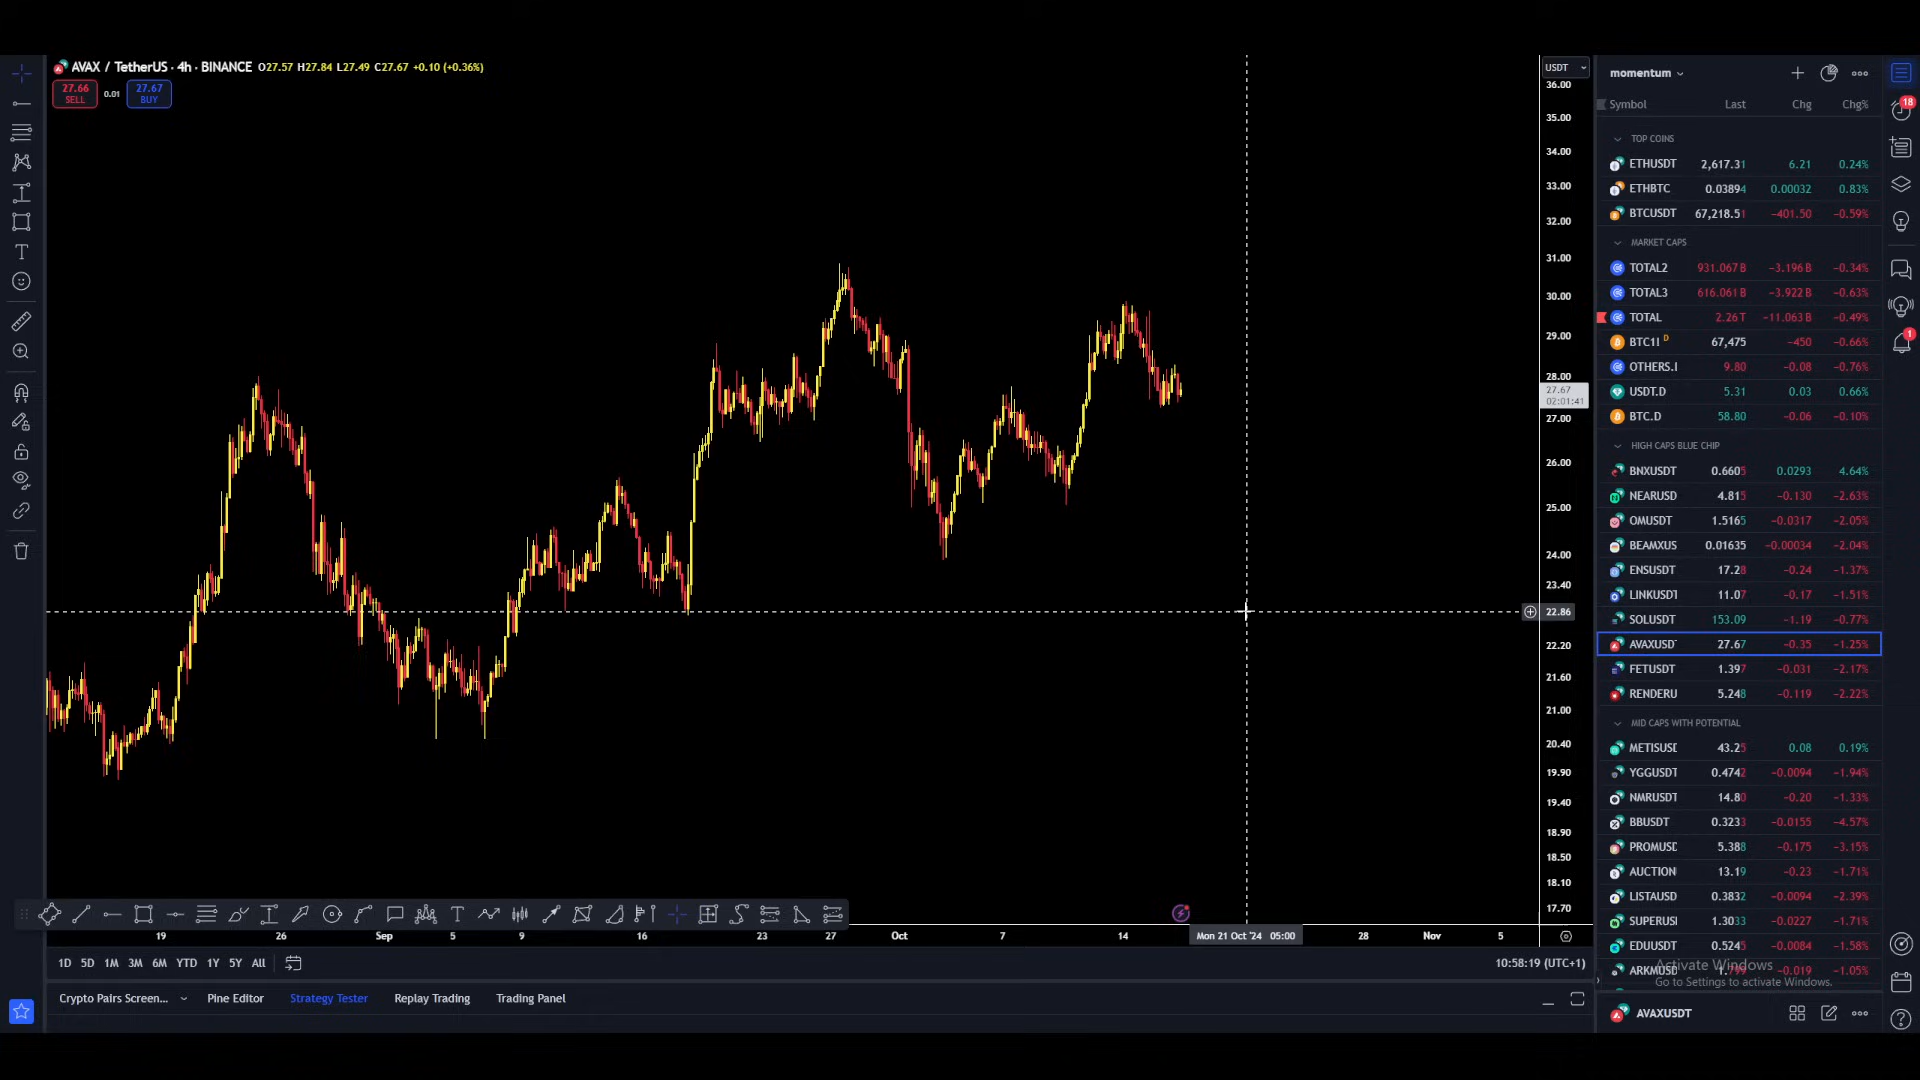 AVAX / TetherUS · 4h · BINANCE O27.57 H27.84 L27.49 C27.67 +0.10 (+0.36%)
27.66 SELL 0.01 27.67 BUY
USDT
36.00
35.00
34.00
33.00
32.00
31.00
30.00
29.00
28.00
27.67
02:01:41
27.00
26.00
25.00
24.00
23.40
22.86
22.20
21.60
21.00
20.40
19.90
19.40
18.90
18.50
18.10
17.70
19 26 Sep 5 9 16 23 27 Oct 7 14 Mon 21 Oct '24 05:00 28 Nov 5
1D 5D 1M 3M 6M YTD 1Y 5Y All
10:58:19 (UTC+1)
Crypto Pairs Screen... Pine Editor Strategy Tester Replay Trading Trading Panel
momentum
Symbol Last Chg Chg%
TOP COINS
ETHUSDT 2,617.31 6.21 0.24%
ETHBTC 0.03894 0.00032 0.83%
BTCUSDT 67,218.51 -401.50 -0.59%
MARKET CAPS
TOTAL2 931.067 B -3.196 B -0.34%
TOTAL3 616.061 B -3.922 B -0.63%
TOTAL 2.26 T -11.063 B -0.49%
BTC1! D 67,475 -450 -0.66%
OTHERS.I 9.80 -0.08 -0.76%
USDT.D 5.31 0.03 0.66%
BTC.D 58.80 -0.06 -0.10%
HIGH CAPS BLUE CHIP
BNXUSDT 0.6605 0.0293 4.64%
NEARUSD 4.815 -0.130 -2.63%
OMUSDT 1.5165 -0.0317 -2.05%
BEAMXUS 0.01635 -0.00034 -2.04%
ENSUSDT 17.28 -0.24 -1.37%
LINKUSDT 11.07 -0.17 -1.51%
SOLUSDT 153.09 -1.19 -0.77%
AVAXUSD 27.67 -0.35 -1.25%
FETUSDT 1.397 -0.031 -2.17%
RENDERU 5.248 -0.119 -2.22%
MID CAPS WITH POTENTIAL
METISUSD 43.25 0.08 0.19%
YGGUSDT 0.4742 -0.0094 -1.94%
NMRUSDT 14.80 -0.20 -1.33%
BBUSDT 0.3233 -0.0155 -4.57%
PROMUSD 5.388 -0.175 -3.15%
AUCTION 13.19 -0.23 -1.71%
LISTAUSD 0.3832 -0.0094 -2.39%
SUPERUSI 1.3033 -0.0227 -1.71%
EDUUSDT 0.5245 -0.0084 -1.58%
ARKMUSD 1.799 -0.019 -1.05%
Activate Windows
Go to Settings to activate Windows.
AVAXUSDT
18
1